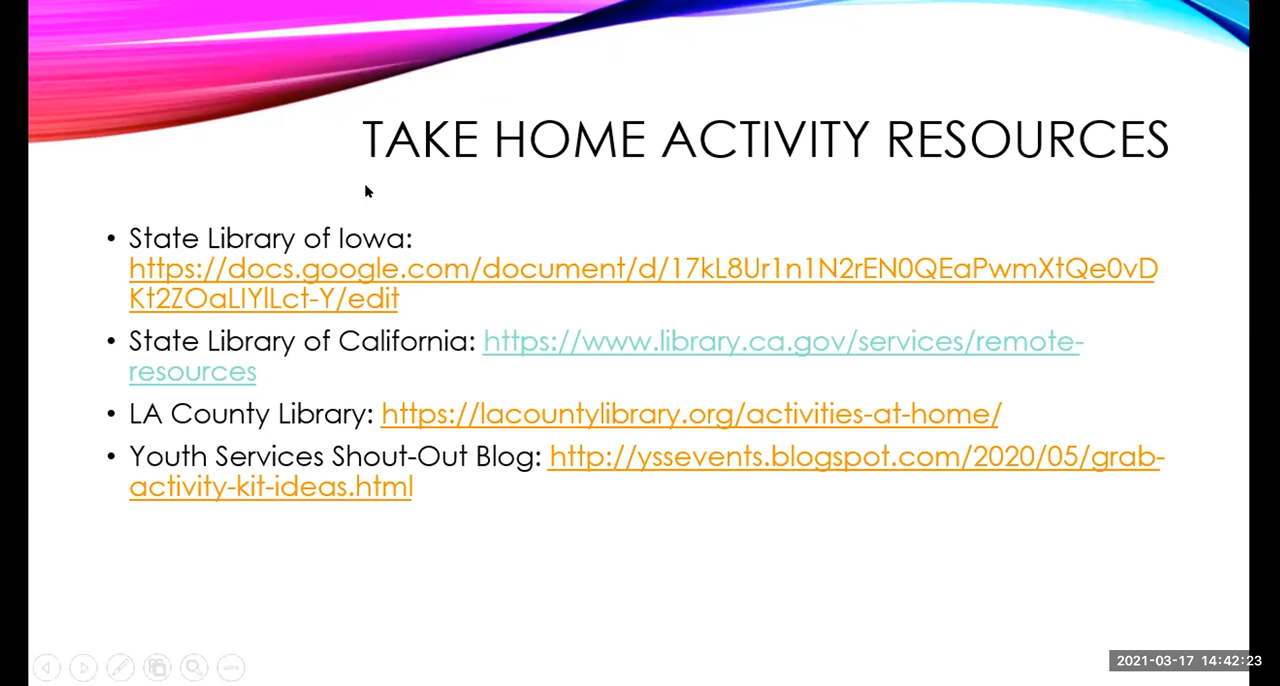 TAKE HOME ACTIVITY RESOURCES
• State Library of Iowa:
https://docs.google.com/document/d/17kL8Ur1n1N2rEN0QEaPwmXtQe0vD
Kt2ZOaLlYlLct-Y/edit
• State Library of California: https://www.library.ca.gov/services/remote-
resources
• LA County Library: https://lacountylibrary.org/activities-at-home/
• Youth Services Shout-Out Blog: http://yssevents.blogspot.com/2020/05/grab-
activity-kit-ideas.html
2021-03-17 14:42:23